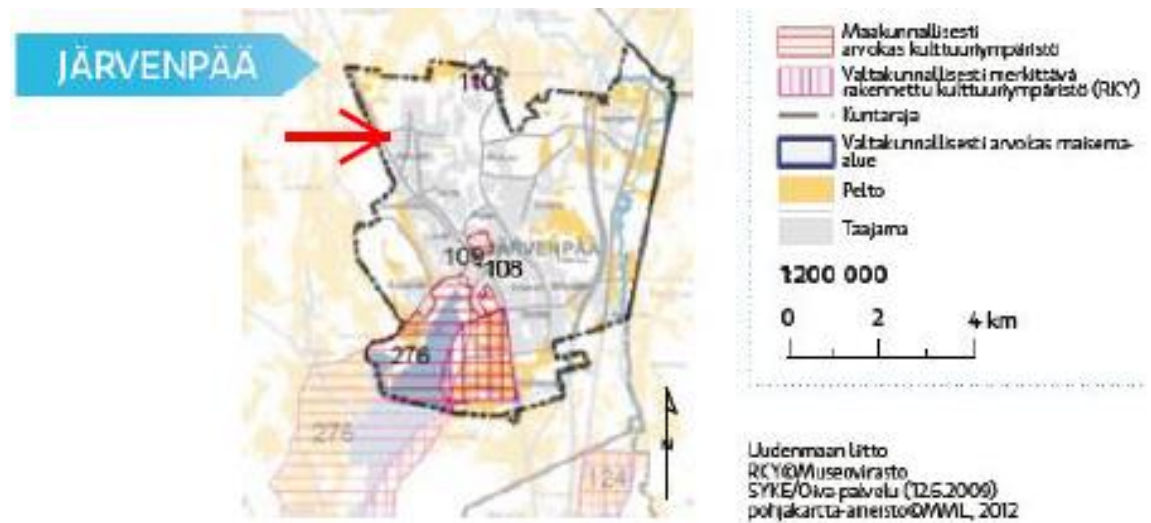 JÄRVENPÄÄ
110
JÄRVENPÄÄ
109
108
276
276
124
N
Maakunnallisesti
arvokas kulttuuriympäristö
Valtakunnallisesti merkittävä
rakennettu kulttuuriympäristö (RKY)
Kuntaraja
Valtakunnallisesti arvokas maisema-
alue
Pelto
Taajama
1:200 000
0 2 4 km
Uudenmaan liitto
RKY©Museovirasto
SYKE/Oiva-palvelu (12.6.2009)
pohjakartta-aineisto©MML, 2012